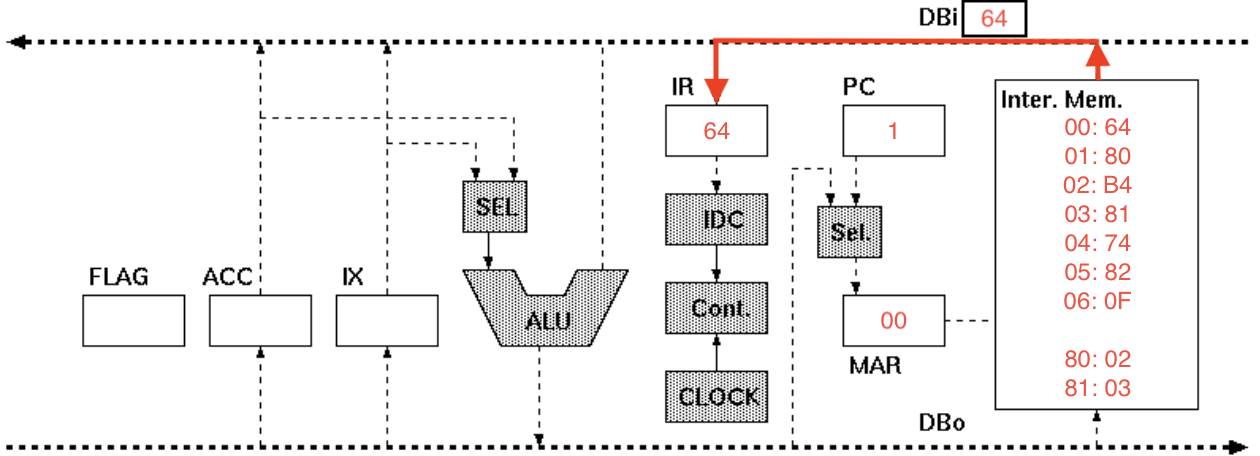 DBi 64
IR
PC
Inter. Mem.
64
1
00: 64
01: 80
02: B4
03: 81
04: 74
05: 82
06: 0F
80: 02
81: 03
SEL
IDC
Sel.
FLAG
ACC
IX
ALU
Cont.
00
MAR
CLOCK
DBo